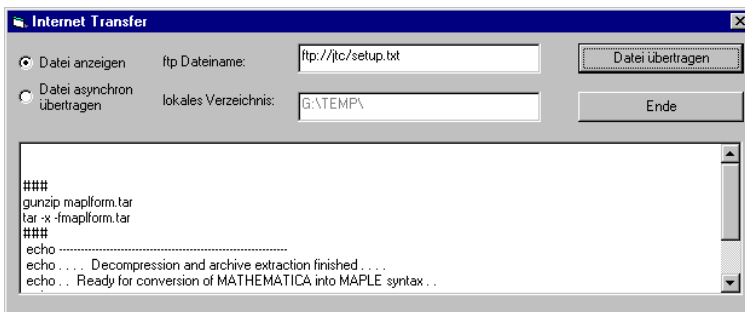 Internet Transfer
Datei anzeigen
ftp Dateiname:
ftp://jtc/setup.txt
Datei übertragen
Datei asynchron
übertragen
lokales Verzeichnis:
G:\TEMP\
Ende
###
gunzip maplform.tar
tar -x -fmaplform.tar
###
echo ---------------------------------------------------------------
echo . . . .  Decompression and archive extraction finished . . . .
echo . .  Ready for conversion of MATHEMATICA into MAPLE syntax . .